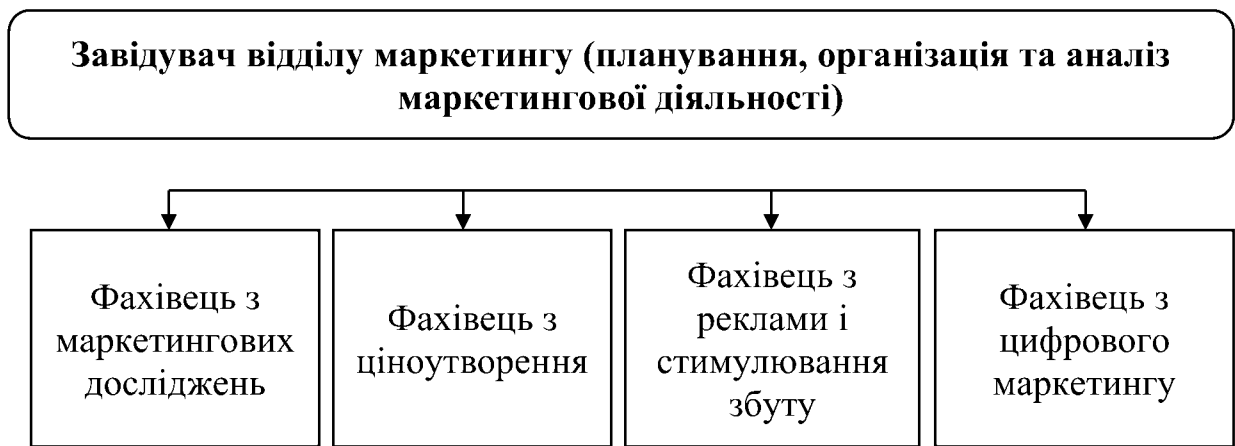 Завідувач відділу маркетингу (планування, організація та аналіз
маркетингової діяльності)
Фахівець з
маркетингових
досліджень
Фахівець з
ціноутворення
Фахівець з
реклами і
стимулювання
збуту
Фахівець з
цифрового
маркетингу